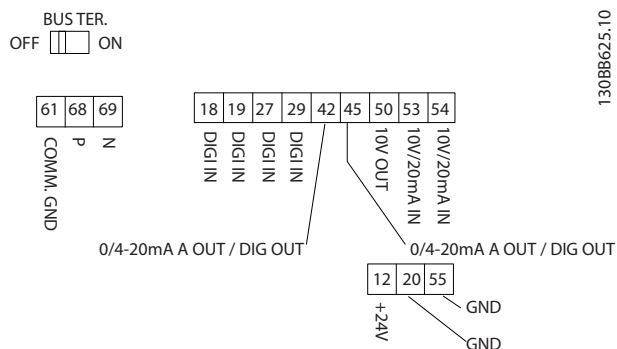 BUS TER.
OFF ON
130BB625.10
61 68 69
COMM. GND
P
N
18 19 27 29 42 45 50 53 54
DIGI IN
DIGI IN
DIGI IN
DIGI IN
10V OUT
10V/20mA IN
10V/20mA IN
0/4-20mA A OUT / DIG OUT
0/4-20mA A OUT / DIG OUT
12 20 55
+24V
GND
GND